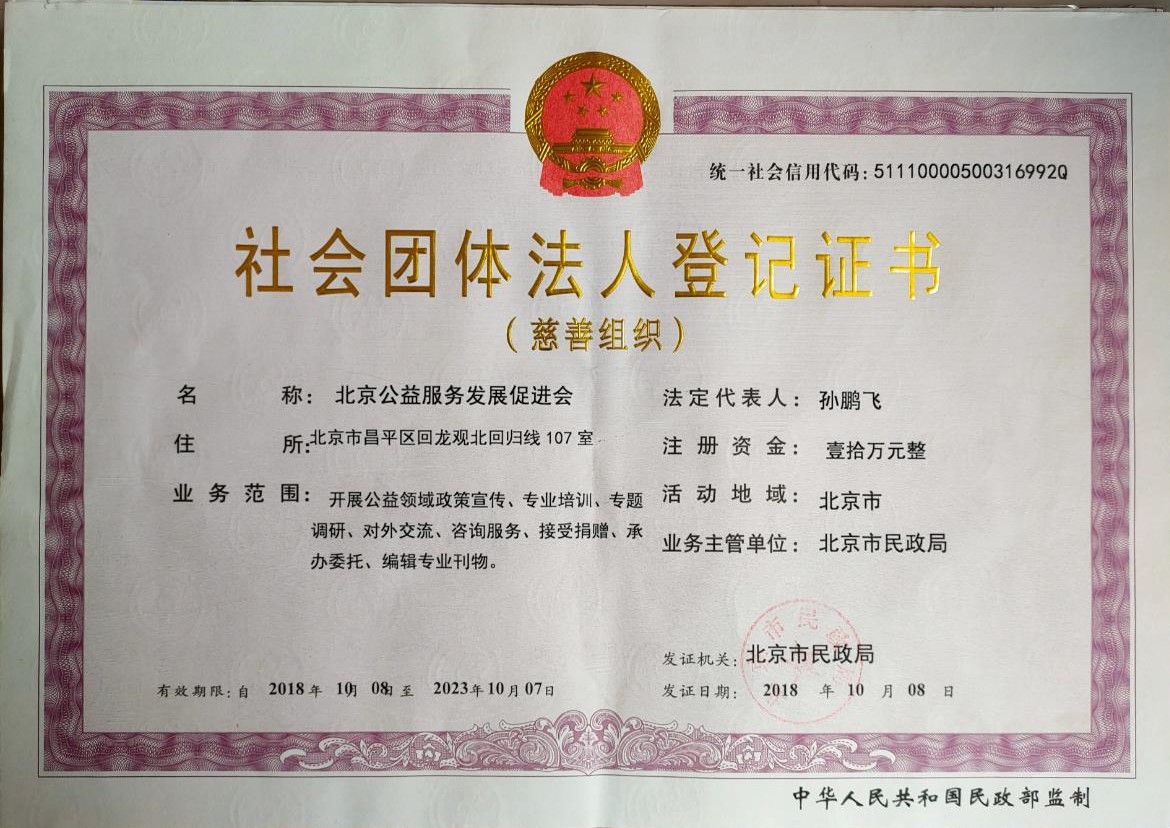 统一社会信用代码:51110000500316992Q
社会团体法人登记证书
（慈善组织）
名称：北京公益服务发展促进会
住所:北京市昌平区回龙观北回归线107室
业务范围：开展公益领域政策宣传、专业培训、专题
调研、对外交流、咨询服务、接受捐赠、承
办委托、编辑专业刊物。
法定代表人：孙鹏飞
注册资金：壹拾万元整
活动地域：北京市
业务主管单位：北京市民政局
发证机关:北京市民政局
有效期限:自2018年10月08日至2023年10月07日
发证日期:2018年10月08日
中华人民共和国民政部监制